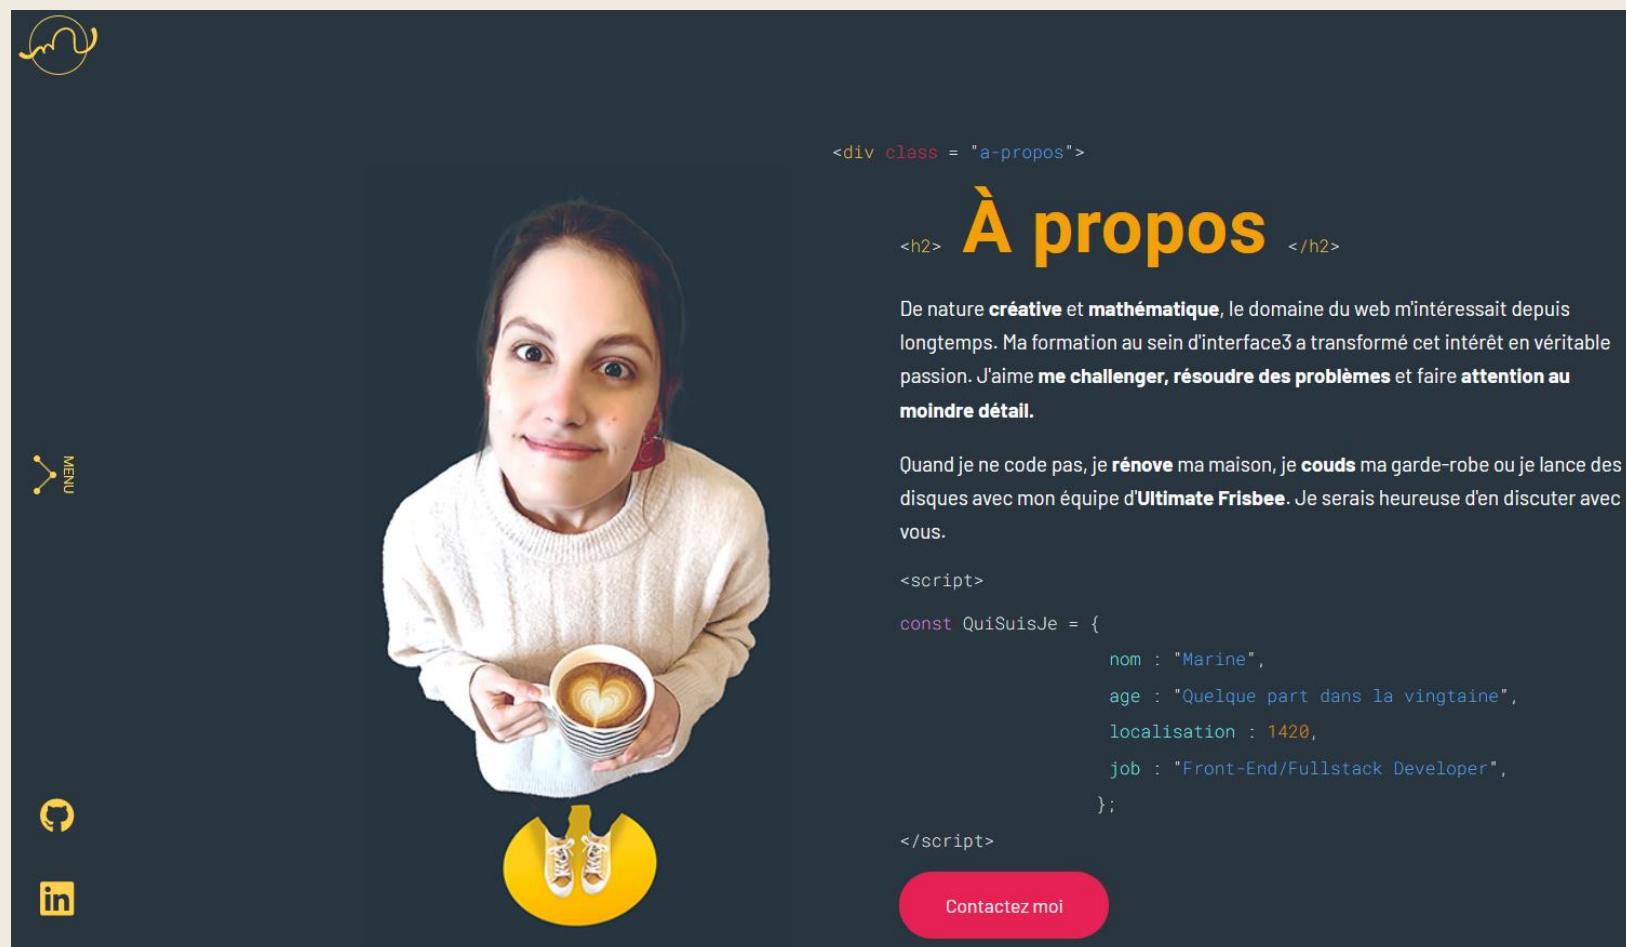 <div class = "a-propos">
<h2> À propos </h2>
De nature créative et mathématique, le domaine du web m'intéressait depuis
longtemps. Ma formation au sein d'interface3 a transformé cet intérêt en véritable
passion. J'aime me challenger, résoudre des problèmes et faire attention au
moindre détail.
Quand je ne code pas, je rénove ma maison, je couds ma garde-robe ou je lance des
disques avec mon équipe d'Ultimate Frisbee. Je serais heureuse d'en discuter avec
vous.
<script>
const QuiSuisJe = {
nom : "Marine",
age : "Quelque part dans la vingtaine",
localisation : 1420,
job : "Front-End/Fullstack Developer",
};
</script>
Contactez moi
MENU
in